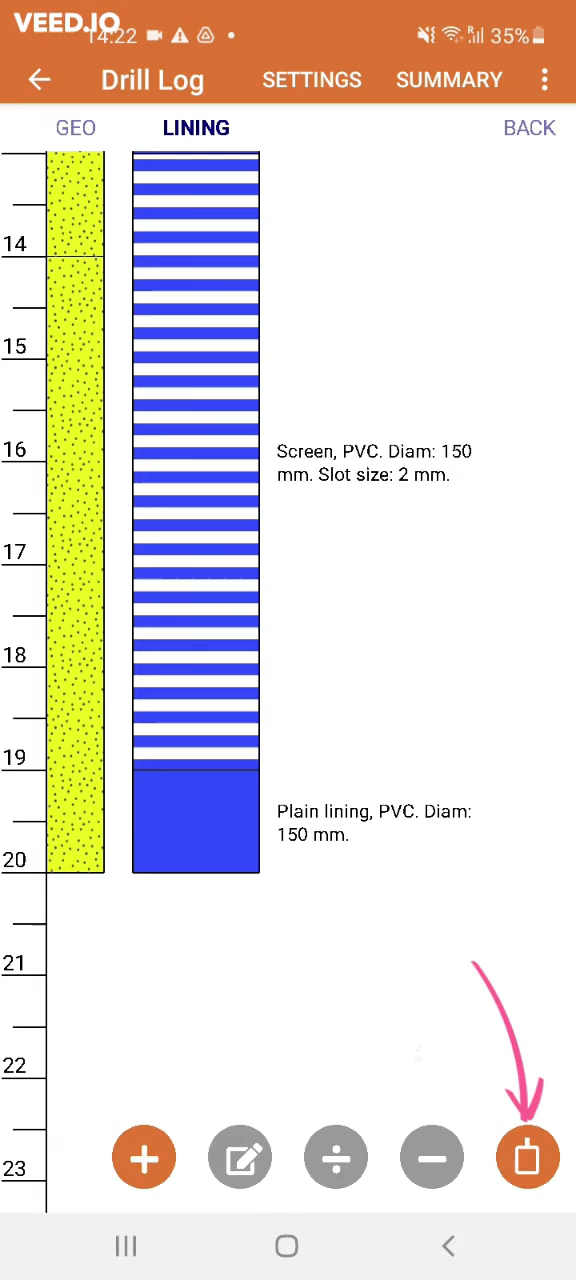 VEED.IO
14:22
35%
Drill Log SETTINGS SUMMARY
GEO LINING BACK
14
15
16
Screen, PVC. Diam: 150
mm. Slot size: 2 mm.
17
18
19
Plain lining, PVC. Diam:
150 mm.
20
21
22
23